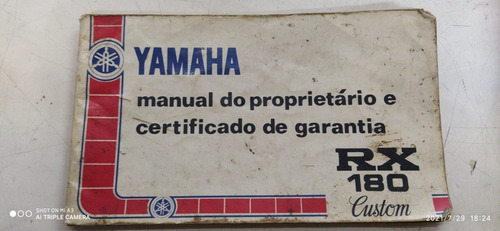 YAMAHA
manual do proprietário e
certificado de garantia
RX
180
Custom
SHOT ON MI A3
AI TRIPLE CAMERA
2021/7/29 18:24